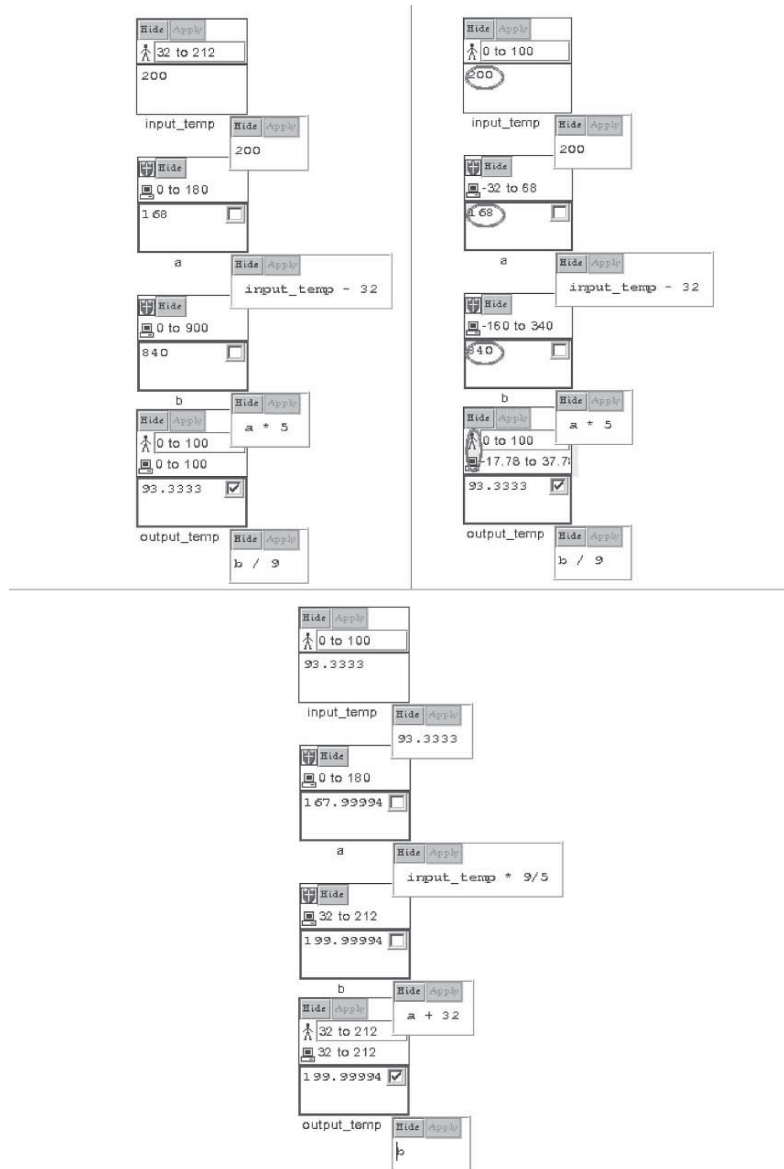 Hide Apply
32 to 212
200
input_temp
Hide Apply
200
Hide
0 to 180
168
a
Hide Apply
input_temp - 32
Hide
0 to 900
840
b
Hide Apply
a * 5
Hide Apply
0 to 100
0 to 100
93.3333
output_temp
Hide Apply
b / 9
Hide Apply
0 to 100
200
input_temp
Hide Apply
200
Hide
-32 to 68
168
a
Hide Apply
input_temp - 32
Hide
-160 to 340
840
b
Hide Apply
a * 5
Hide Apply
0 to 100
-17.78 to 37.78
93.3333
output_temp
Hide Apply
b / 9
Hide Apply
0 to 100
93.3333
input_temp
Hide Apply
93.3333
Hide
0 to 180
167.99994
a
Hide Apply
input_temp * 9/5
Hide
32 to 212
199.99994
b
Hide Apply
a + 32
Hide Apply
32 to 212
32 to 212
199.99994
output_temp
Hide Apply
b